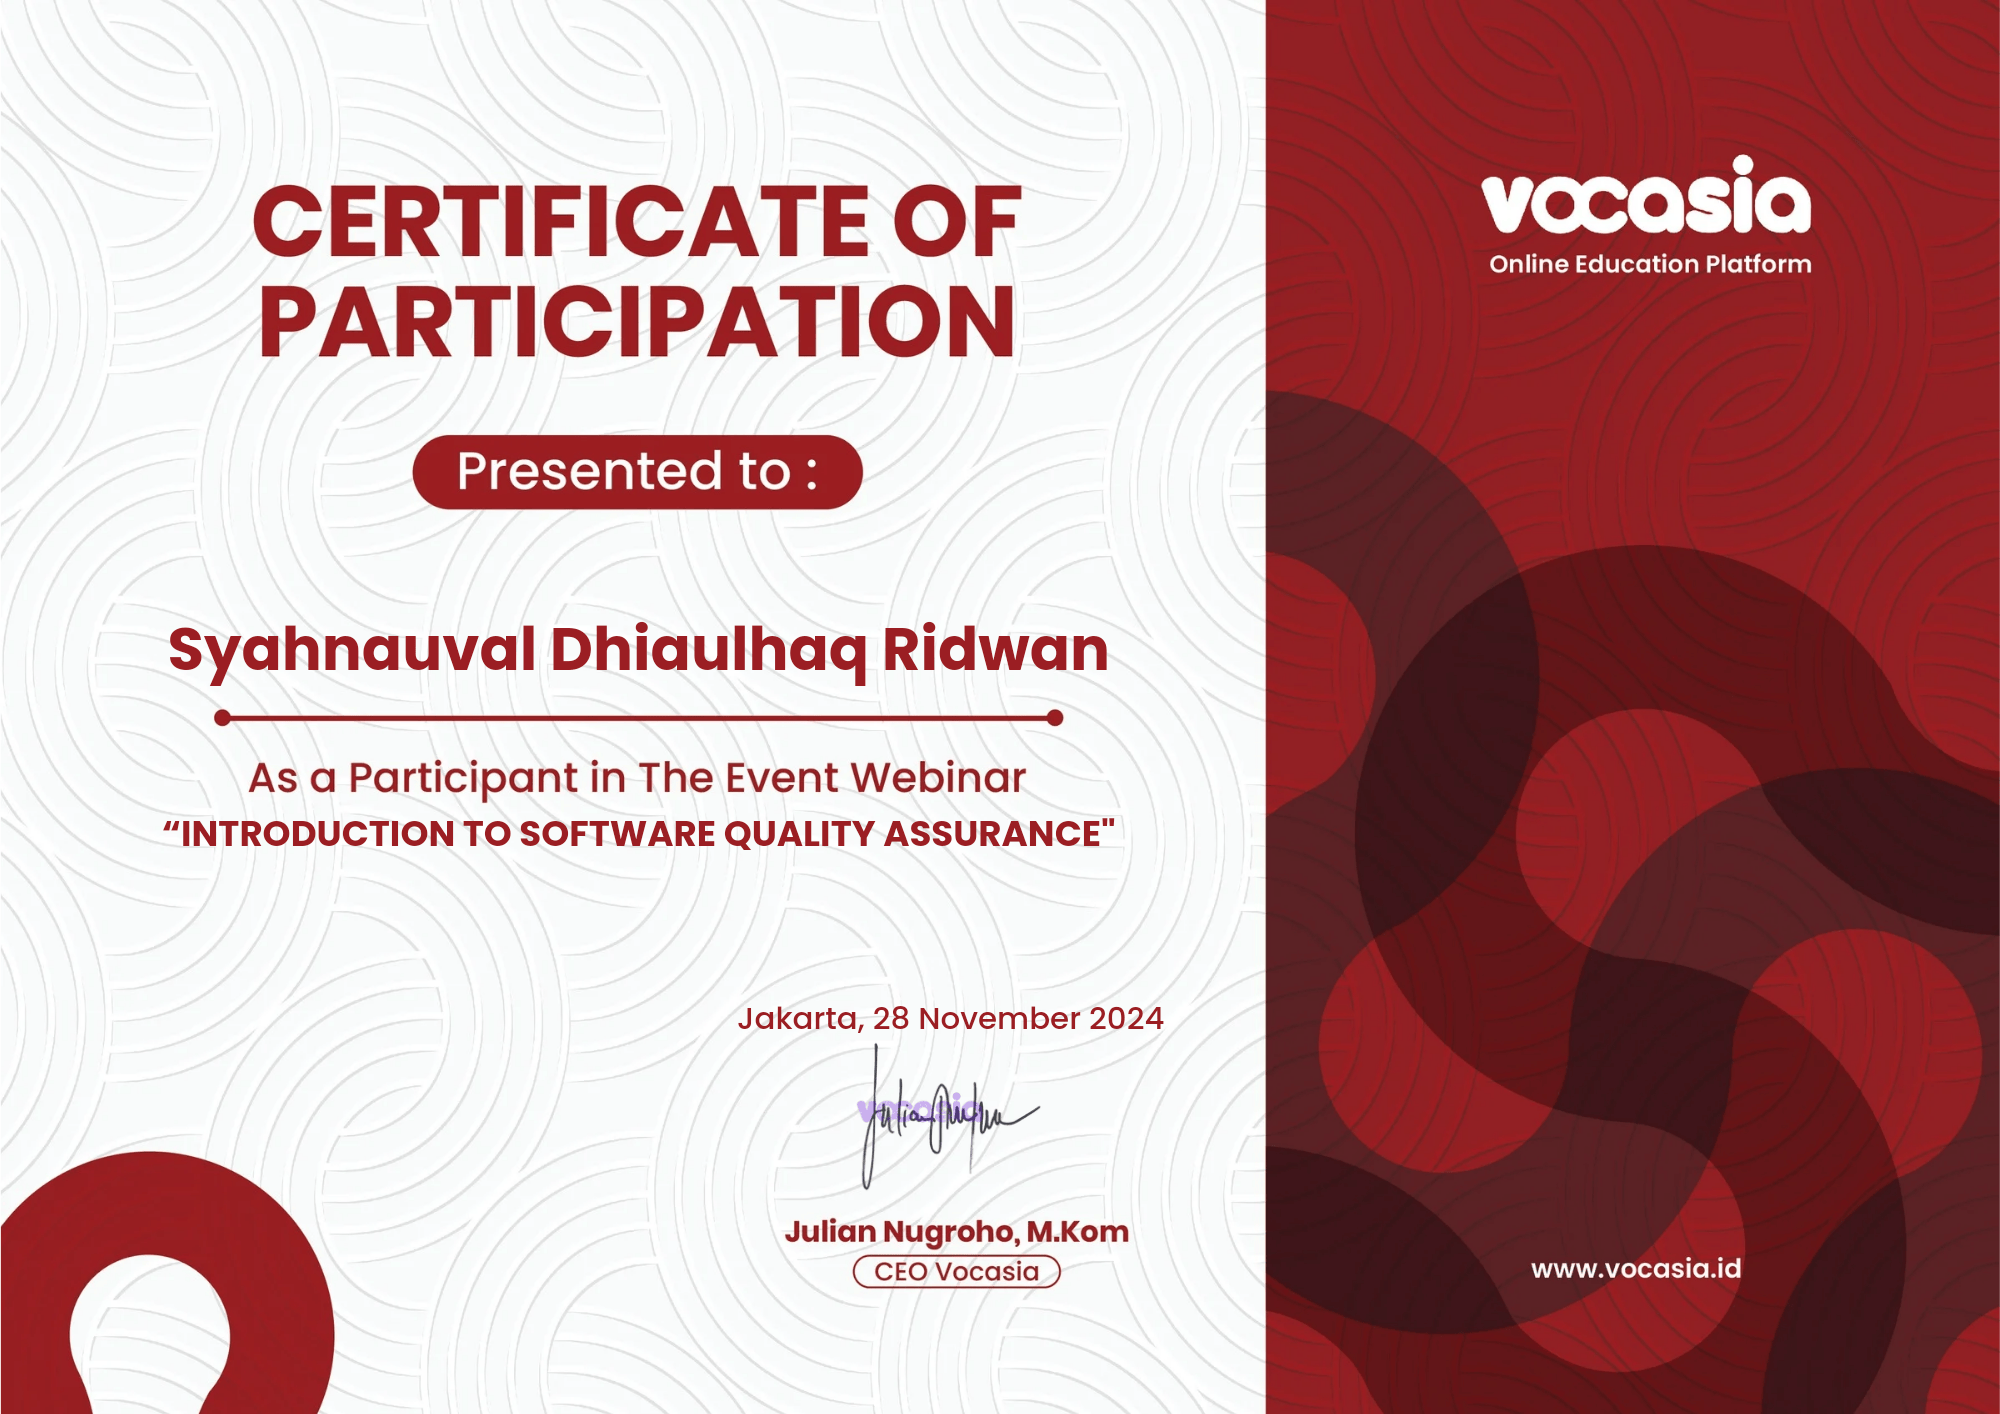 CERTIFICATE OF
PARTICIPATION
Presented to :
Syahnauval Dhiaulhaq Ridwan
As a Participant in The Event Webinar
“INTRODUCTION TO SOFTWARE QUALITY ASSURANCE"
Jakarta, 28 November 2024
vocasia
Julian Nugroho, M.Kom
CEO Vocasia
vocasia
Online Education Platform
www.vocasia.id